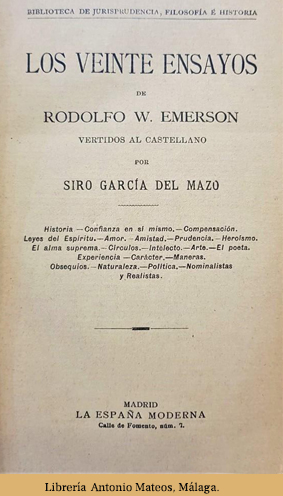 BIBLIOTECA DE JURISPRUDENCIA, FILOSOFÍA É HISTORIA
LOS VEINTE ENSAYOS
DE
RODOLFO W. EMERSON
VERTIDOS AL CASTELLANO
POR
SIRO GARCÍA DEL MAZO
Historia — Confianza en si mismo. — Compensación.
Leyes del Espíritu. — Amor. - Amistad. — Prudencia. — Heroísmo.
El alma suprema. — Circulos. — Intelecto. — Arte. — El poeta.
Experiencia — Carácter. — Maneras.
Obsequios. — Naturaleza. — Política. — Nominalistas
y Realistas.
MADRID
LA ESPAÑA MODERNA
Calle de Fomento, núm. 7.
Librería Antonio Mateos, Málaga.